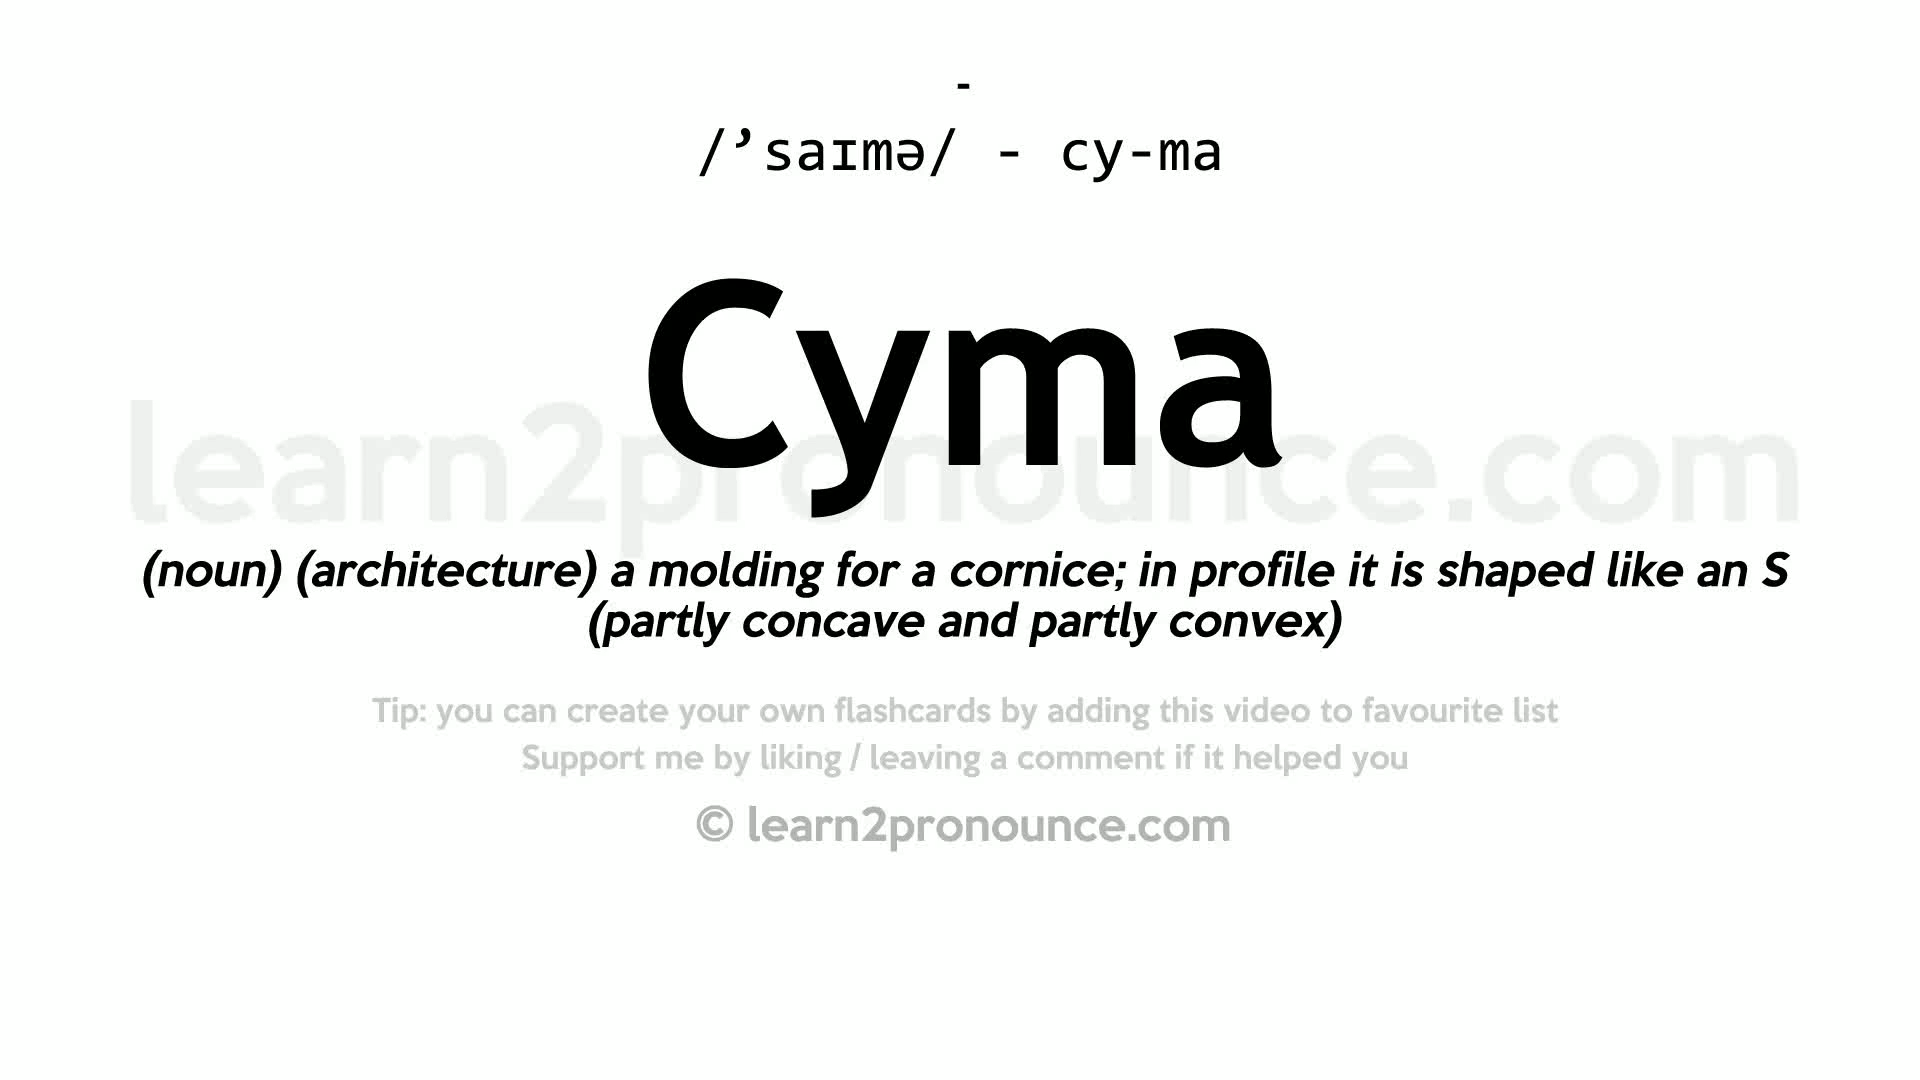 -
/’saɪmə/ - cy-ma
Cyma
learn2pronounce.com
(noun) (architecture) a molding for a cornice; in profile it is shaped like an S
(partly concave and partly convex)
Tip: you can create your own flashcards by adding this video to favourite list
Support me by liking / leaving a comment if it helped you
© learn2pronounce.com